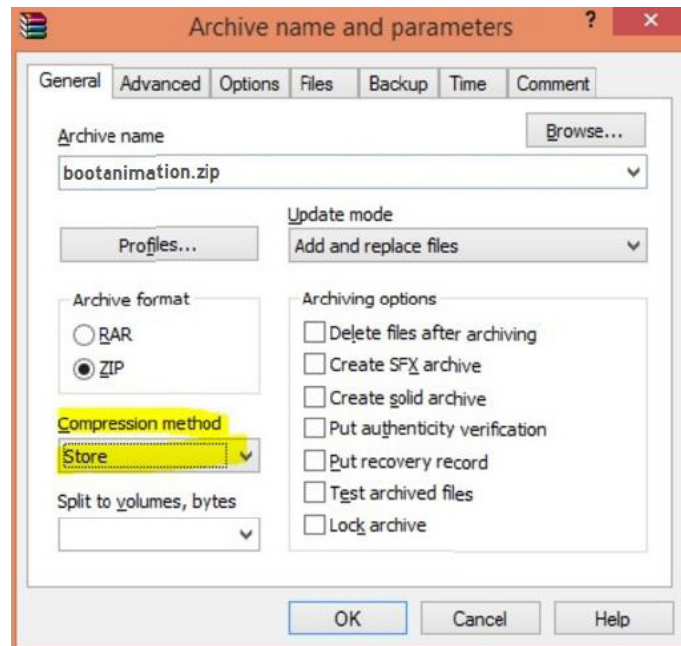 Archive name and parameters
?
×
General Advanced Options Files Backup Time Comment
Archive name
Browse...
bootanimation.zip
Update mode
Profiles...
Add and replace files
Archive format
RAR
ZIP
Archiving options
Delete files after archiving
Create SFX archive
Create solid archive
Put authenticity verification
Put recovery record
Test archived files
Lock archive
Compression method
Store
Split to volumes, bytes
OK
Cancel
Help